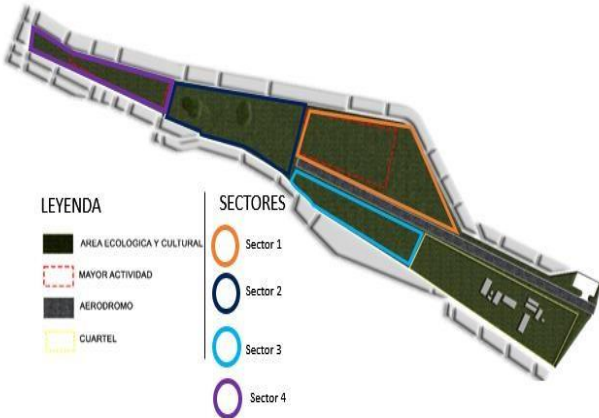 LEYENDA
AREA ECOLOGICA Y CULTURAL
MAYOR ACTIVIDAD
AERODROMO
CUARTEL
SECTORES
Sector 1
Sector 2
Sector 3
Sector 4